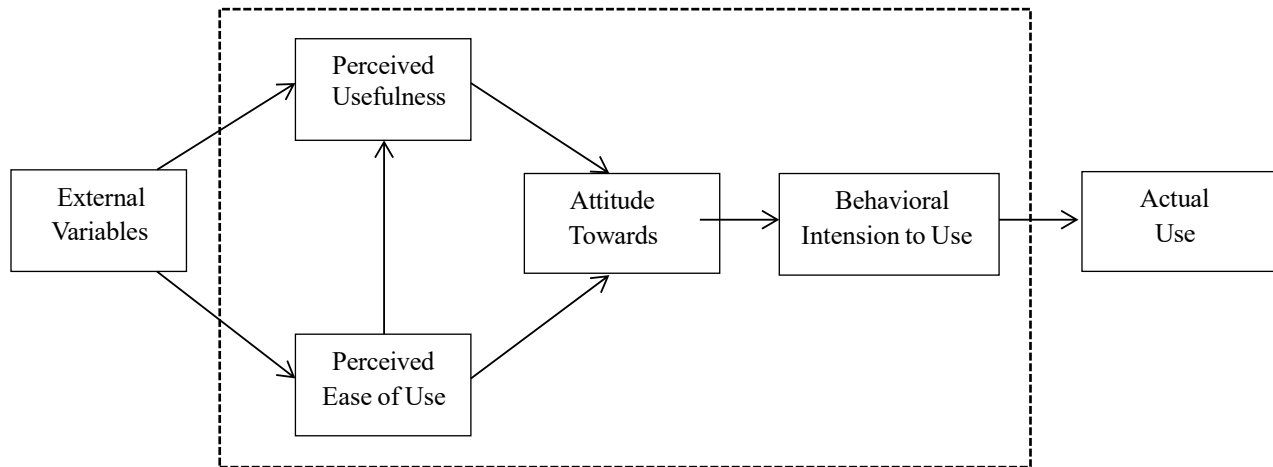 Perceived
Usefulness
External
Variables
Attitude
Towards
Behavioral
Intension to Use
Actual
Use
Perceived
Ease of Use